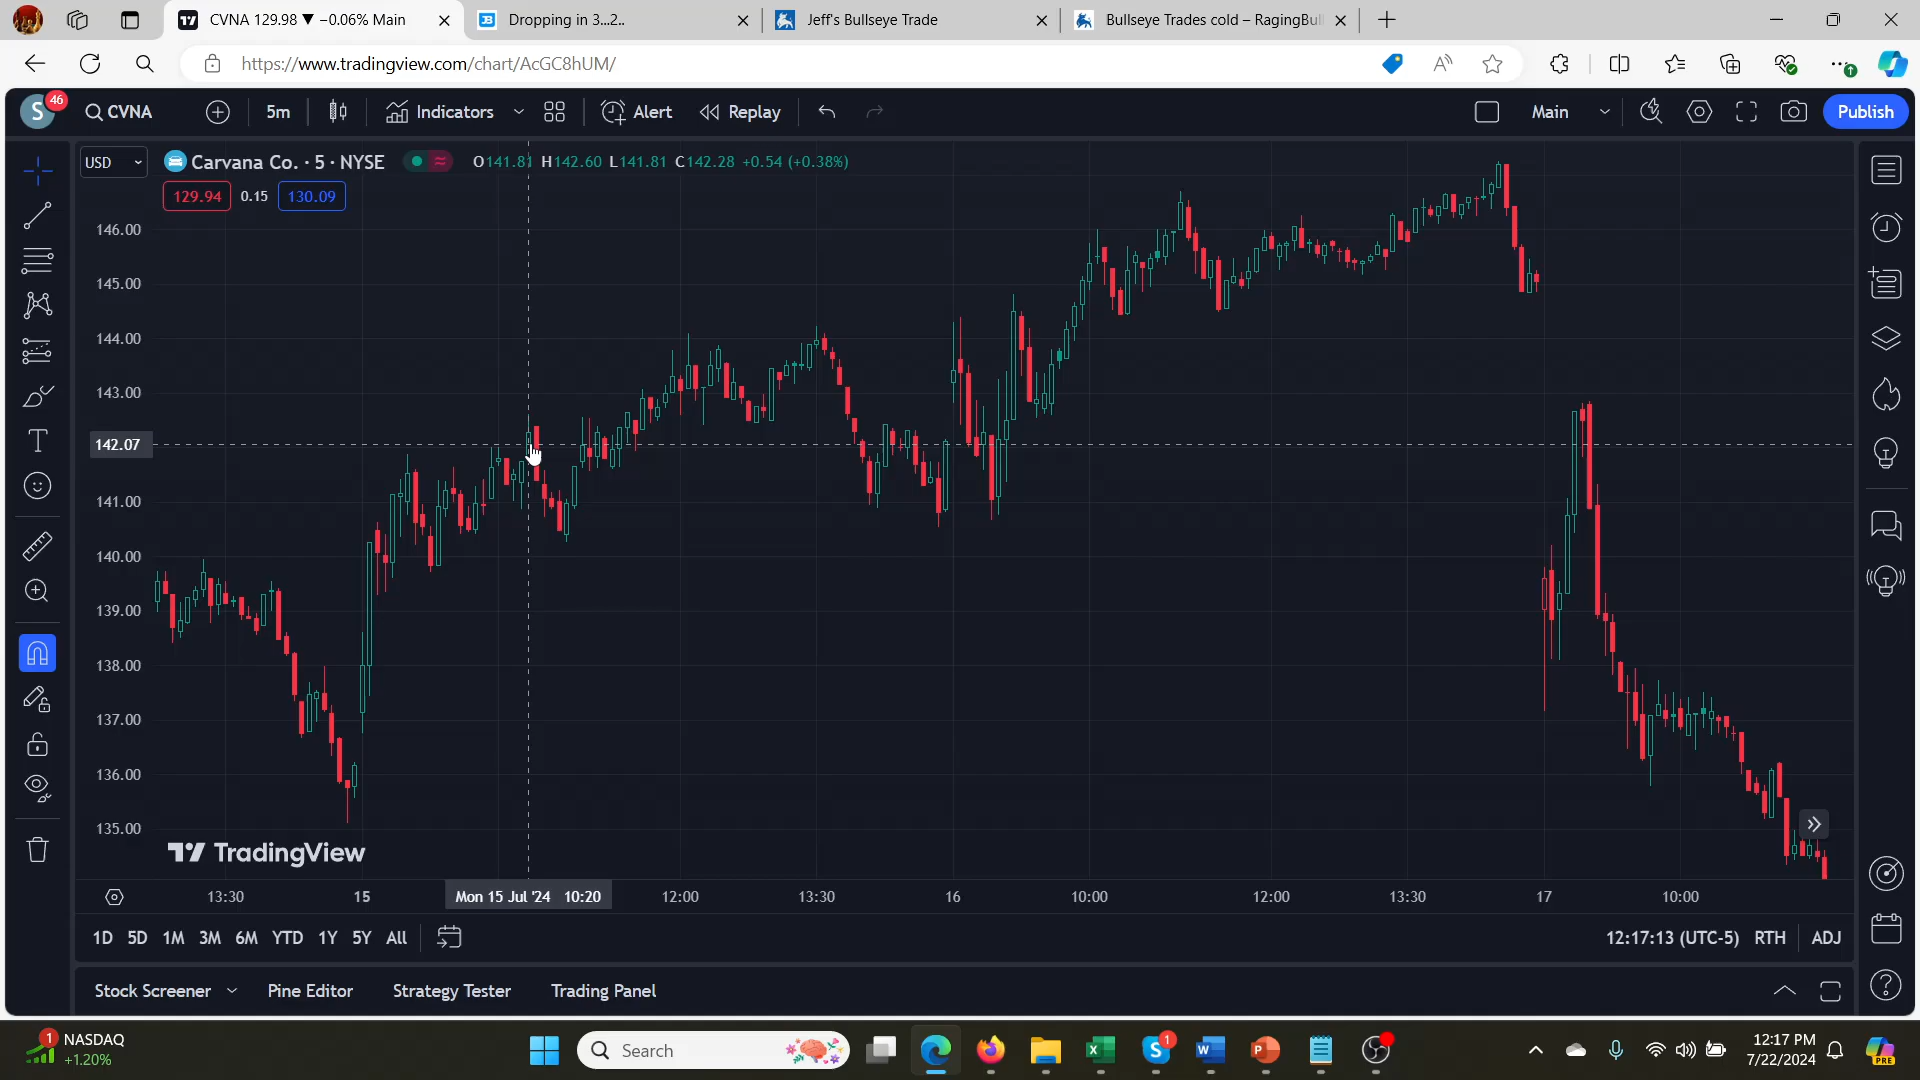 CVNA 129.98 ▼ −0.06% Main
Dropping in 3...2..
Jeff's Bullseye Trade
Bullseye Trades cold – RagingBul
https://www.tradingview.com/chart/AcGC8hUM/
S
46
CVNA
5m
Indicators
Alert
Replay
Main
Publish
USD
Carvana Co. · 5 · NYSE
O141.81 H142.60 L141.81 C142.28 +0.54 (+0.38%)
129.94
0.15
130.09
146.00
145.00
144.00
143.00
142.07
141.00
140.00
139.00
138.00
137.00
136.00
135.00
TradingView
13:30
15
Mon 15 Jul '24 10:20
12:00
13:30
16
10:00
12:00
13:30
17
10:00
1D 5D 1M 3M 6M YTD 1Y 5Y All
12:17:13 (UTC-5) RTH ADJ
Stock Screener
Pine Editor
Strategy Tester
Trading Panel
1
NASDAQ
+1.20%
Search
1
12:17 PM
7/22/2024
PRE